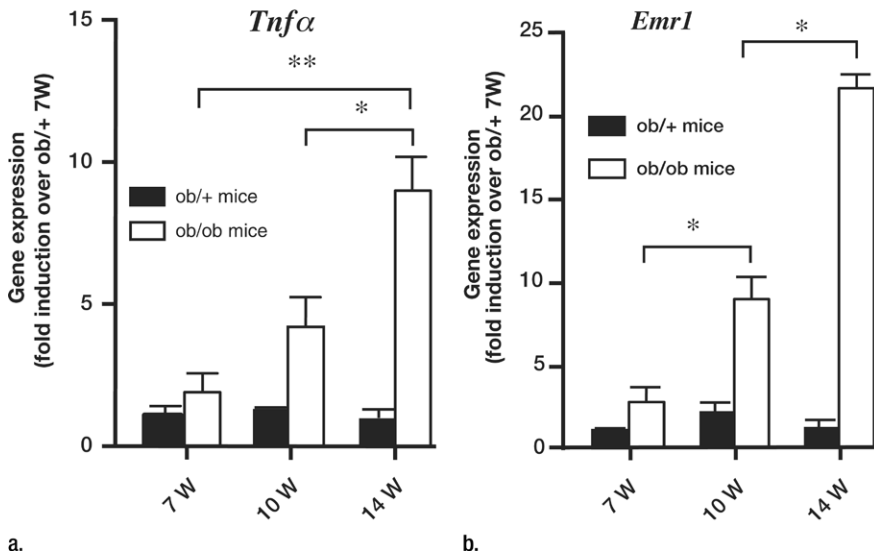 Tnfα
Gene expression
(fold induction over ob/+ 7W)
15
10
5
0
**
*
ob/+ mice
ob/ob mice
7 W
10 W
14 W
a.
Emr1
Gene expression
(fold induction over ob/+ 7W)
25
22
15
10
5
0
*
*
ob/+ mice
ob/ob mice
7 W
10 W
14 W
b.